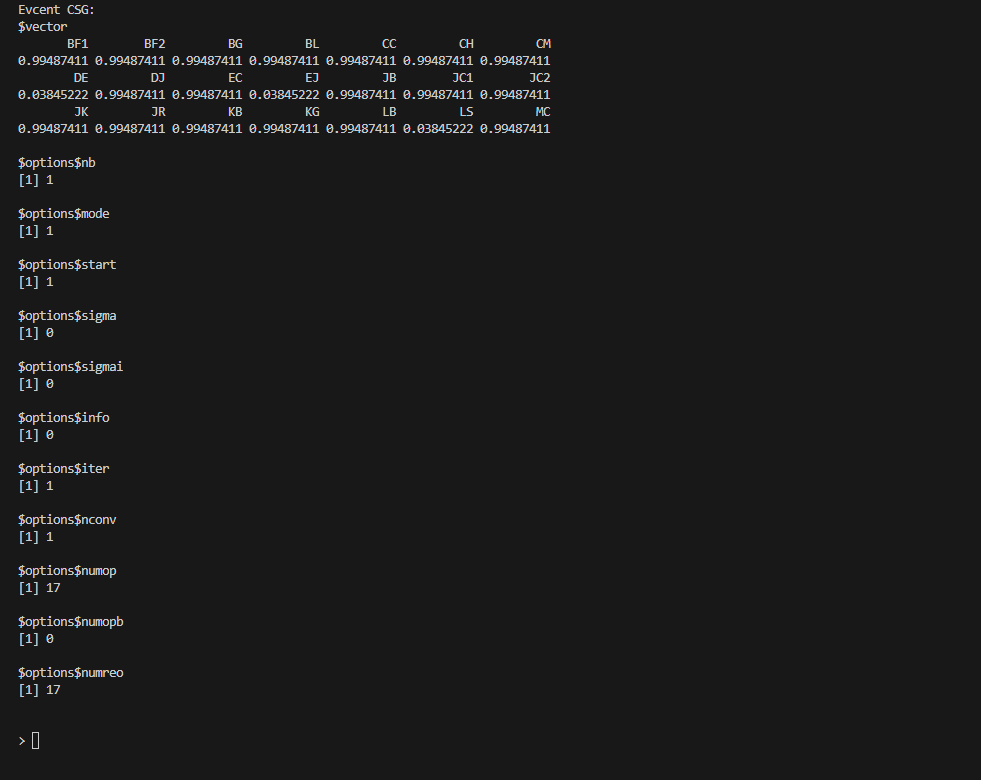 Evcent CSG:
$vector
BF1 BF2 BG BL CC CH CM
0.99487411 0.99487411 0.99487411 0.99487411 0.99487411 0.99487411 0.99487411
DE DJ EC EJ JB JC1 JC2
0.03845222 0.99487411 0.99487411 0.03845222 0.99487411 0.99487411 0.99487411
JK JR KB KG LB LS MC
0.99487411 0.99487411 0.99487411 0.99487411 0.99487411 0.03845222 0.99487411
$options$nb
[1] 1
$options$mode
[1] 1
$options$start
[1] 1
$options$sigma
[1] 0
$options$sigmai
[1] 0
$options$info
[1] 0
$options$iter
[1] 1
$options$nconv
[1] 1
$options$numop
[1] 17
$options$numopb
[1] 0
$options$numreo
[1] 17
>